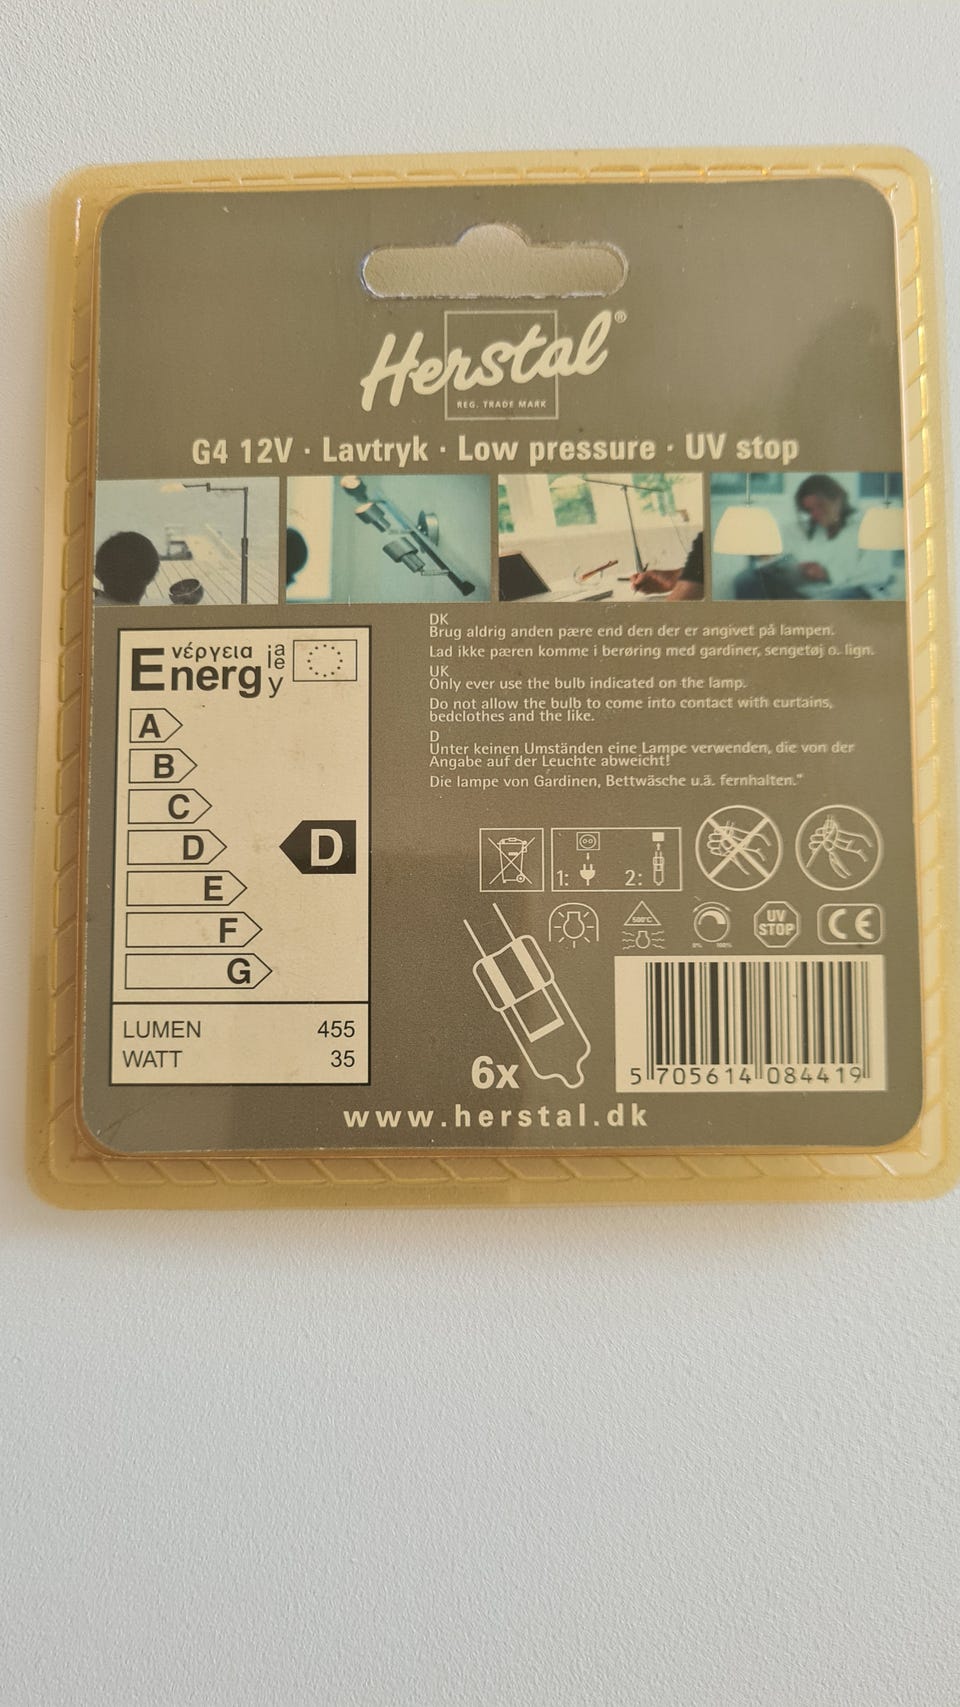 Herstal®
REG. TRADE MARK
G4 12V · Lavtryk · Low pressure · UV stop
Ενέργεια
Energ y ia ie
A
B
C
D
D
E
F
G
LUMEN 455
WATT 35
DK
Brug aldrig anden pære end den der er angivet på lampen.
Lad ikke pæren komme i berøring med gardiner, sengetøj o. lign.
UK
Only ever use the bulb indicated on the lamp.
Do not allow the bulb to come into contact with curtains,
bedclothes and the like.
D
Unter keinen Umständen eine Lampe verwenden, die von der
Angabe auf der Leuchte abweicht!
Die lampe von Gardinen, Bettwäsche u.ä. fernhalten."
1: 2:
500°C
0% 100%
UV
STOP
CE
6x
5 705614 084419
www.herstal.dk